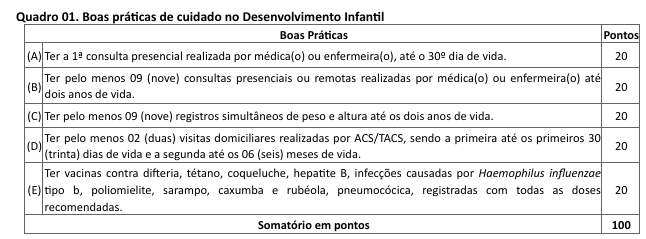 Quadro 01. Boas práticas de cuidado no Desenvolvimento Infantil
Boas Práticas Pontos
(A) Ter a 1ª consulta presencial realizada por médica(o) ou enfermeira(o), até o 30º dia de vida. 20
(B) Ter pelo menos 09 (nove) consultas presenciais ou remotas realizadas por médica(o) ou enfermeira(o) até
dois anos de vida. 20
(C) Ter pelo menos 09 (nove) registros simultâneos de peso e altura até os dois anos de vida. 20
(D) Ter pelo menos 02 (duas) visitas domiciliares realizadas por ACS/TACS, sendo a primeira até os primeiros 30
(trinta) dias de vida e a segunda até os 06 (seis) meses de vida. 20
(E) Ter vacinas contra difteria, tétano, coqueluche, hepatite B, infecções causadas por Haemophilus influenzae
tipo b, poliomielite, sarampo, caxumba e rubéola, pneumocócica, registradas com todas as doses
recomendadas. 20
Somatório em pontos 100